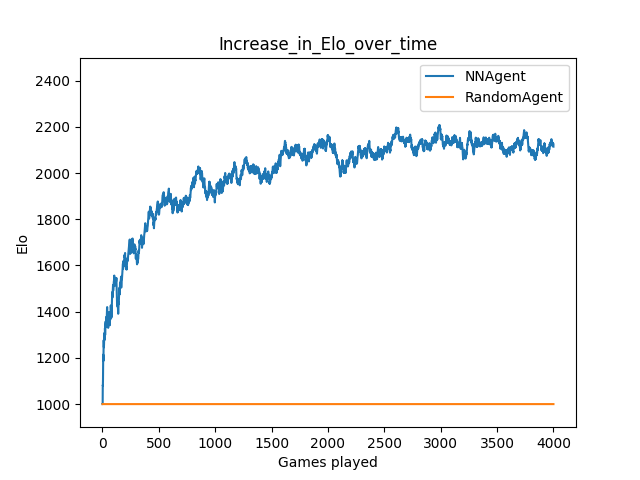 Increase_in_Elo_over_time
NNAgent
RandomAgent
2400
2200
2000
1800
1600
1400
1200
1000
Elo
0 500 1000 1500 2000 2500 3000 3500 4000
Games played